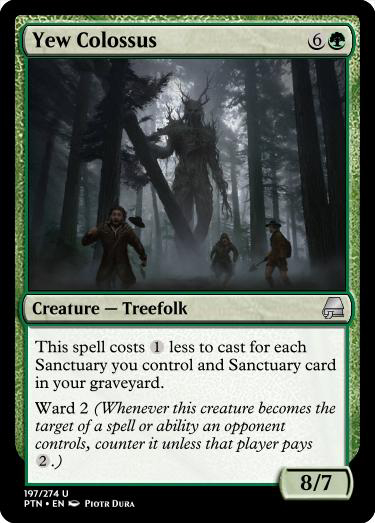 Yew Colossus 6
Creature — Treefolk
This spell costs 1 less to cast for each
Sanctuary you control and Sanctuary card
in your graveyard.
Ward 2 (Whenever this creature becomes the
target of a spell or ability an opponent
controls, counter it unless that player pays
2.)
8/7
197/274 U
PTN • EN Piotr Dura